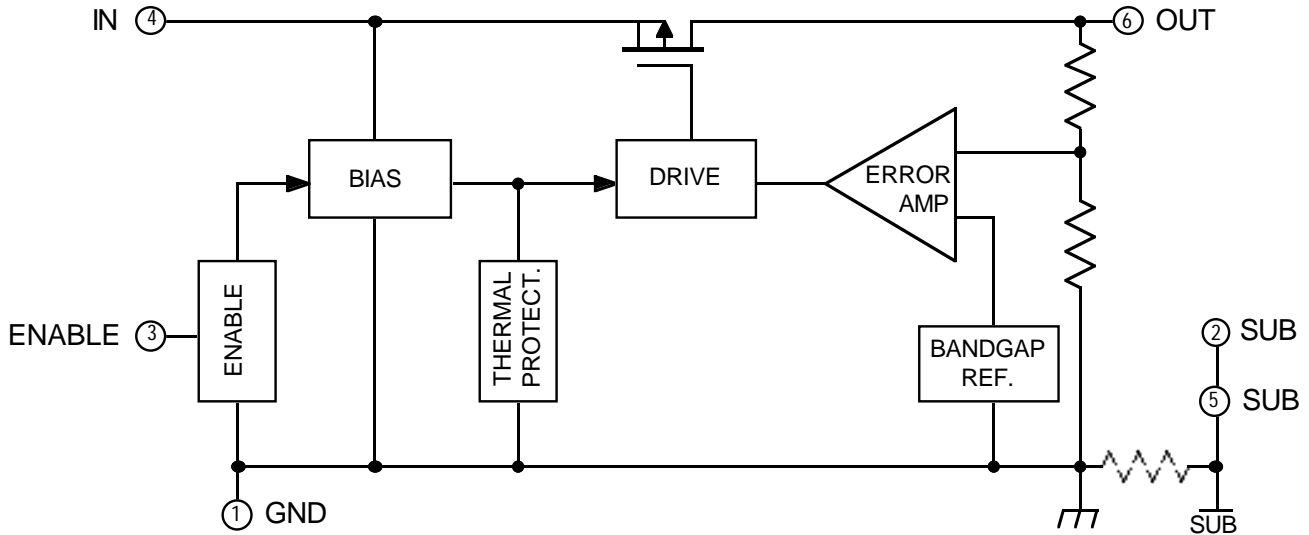 IN 4
6 OUT
BIAS
DRIVE
ERROR
AMP
ENABLE 3
ENABLE
THERMAL
PROTECT.
BANDGAP
REF.
2 SUB
5 SUB
1 GND
SUB